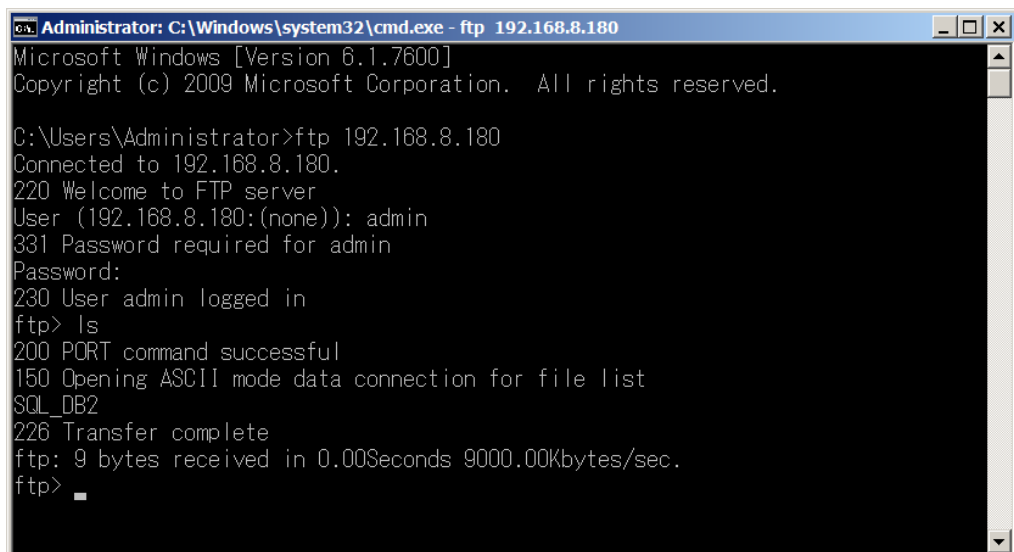 Administrator: C:\Windows\system32\cmd.exe - ftp 192.168.8.180
Microsoft Windows [Version 6.1.7600]
Copyright (c) 2009 Microsoft Corporation.  All rights reserved.
C:\Users\Administrator>ftp 192.168.8.180
Connected to 192.168.8.180.
220 Welcome to FTP server
User (192.168.8.180:(none)): admin
331 Password required for admin
Password:
230 User admin logged in
ftp> ls
200 PORT command successful
150 Opening ASCII mode data connection for file list
SQL_DB2
226 Transfer complete
ftp: 9 bytes received in 0.00Seconds 9000.00Kbytes/sec.
ftp>